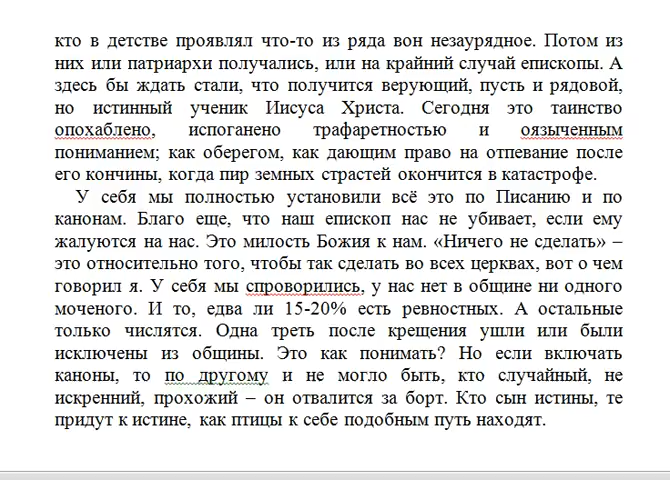 кто в детстве проявлял что-то из ряда вон незаурядное. Потом из
них или патриархи получались, или на крайний случай епископы. А
здесь бы ждать стали, что получится верующий, пусть и рядовой,
но истинный ученик Иисуса Христа. Сегодня это таинство
опохаблено, испоганено трафаретностью и оязыченным
пониманием; как оберегом, как дающим право на отпевание после
его кончины, когда пир земных страстей окончится в катастрофе.
У себя мы полностью установили всё это по Писанию и по
канонам. Благо еще, что наш епископ нас не убивает, если ему
жалуются на нас. Это милость Божия к нам. «Ничего не сделать» –
это относительно того, чтобы так сделать во всех церквах, вот о чем
говорил я. У себя мы спроворились, у нас нет в общине ни одного
моченого. И то, едва ли 15-20% есть ревностных. А остальные
только числятся. Одна треть после крещения ушли или были
исключены из общины. Это как понимать? Но если включать
каноны, то по другому и не могло быть, кто случайный, не
искренний, прохожий – он отвалится за борт. Кто сын истины, те
придут к истине, как птицы к себе подобным путь находят.